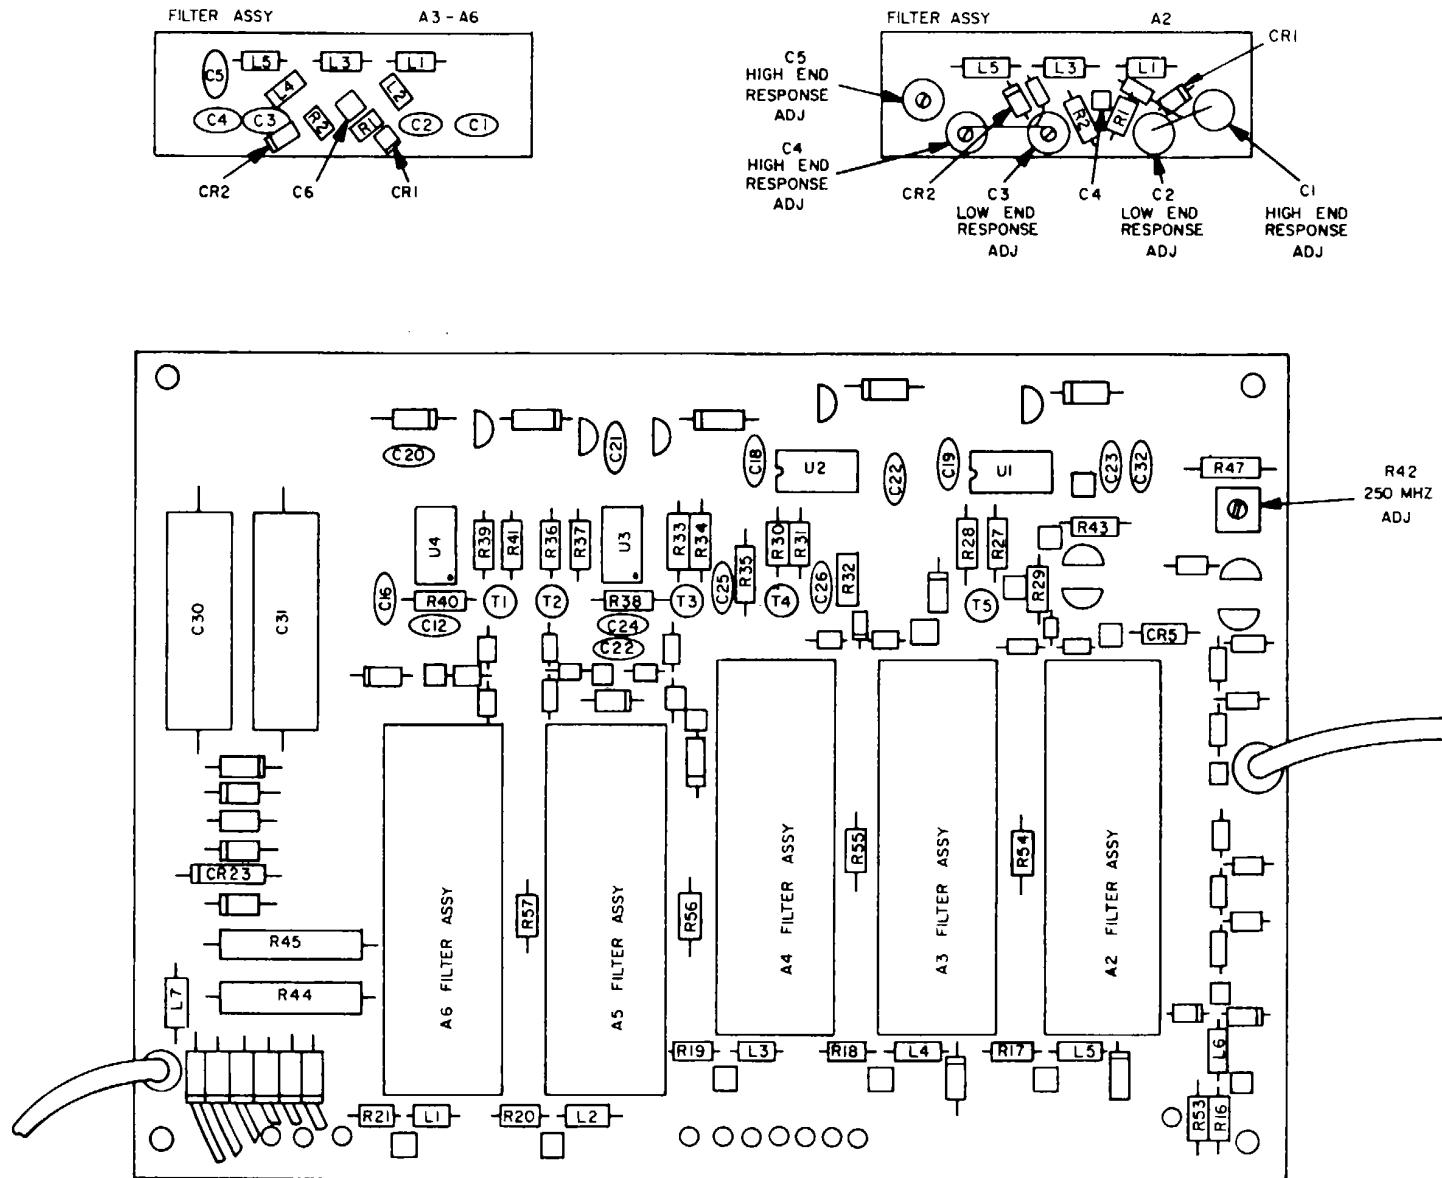 FILTER ASSY A3-A6
C5
L5
L3
L1
L4
L2
C4
C3
R2
R1
C2
C1
CR2
C6
CR1
FILTER ASSY A2
CR1
C5
HIGH END
RESPONSE
ADJ
L5
L3
L1
R2
R1
C4
HIGH END
RESPONSE
ADJ
CR2
C3
LOW END
RESPONSE
ADJ
C4
C2
LOW END
RESPONSE
ADJ
C1
HIGH END
RESPONSE
ADJ
C20
C21
C18
U2
C22
C19
U1
C23
C32
R47
R42
250 MHZ
ADJ
C30
C31
U4
R39
R41
R36
R37
U3
R33
R34
R35
R30
R31
R32
R28
R27
R43
R29
C16
R40
T1
T2
R38
T3
C25
T4
C26
T5
C12
C24
C22
CR5
CR23
R45
R44
L7
A6 FILTER ASSY
R57
A5 FILTER ASSY
R56
A4 FILTER ASSY
R55
A3 FILTER ASSY
R54
A2 FILTER ASSY
R19
L3
R18
L4
R17
L5
L6
R21
L1
R20
L2
R53
R16